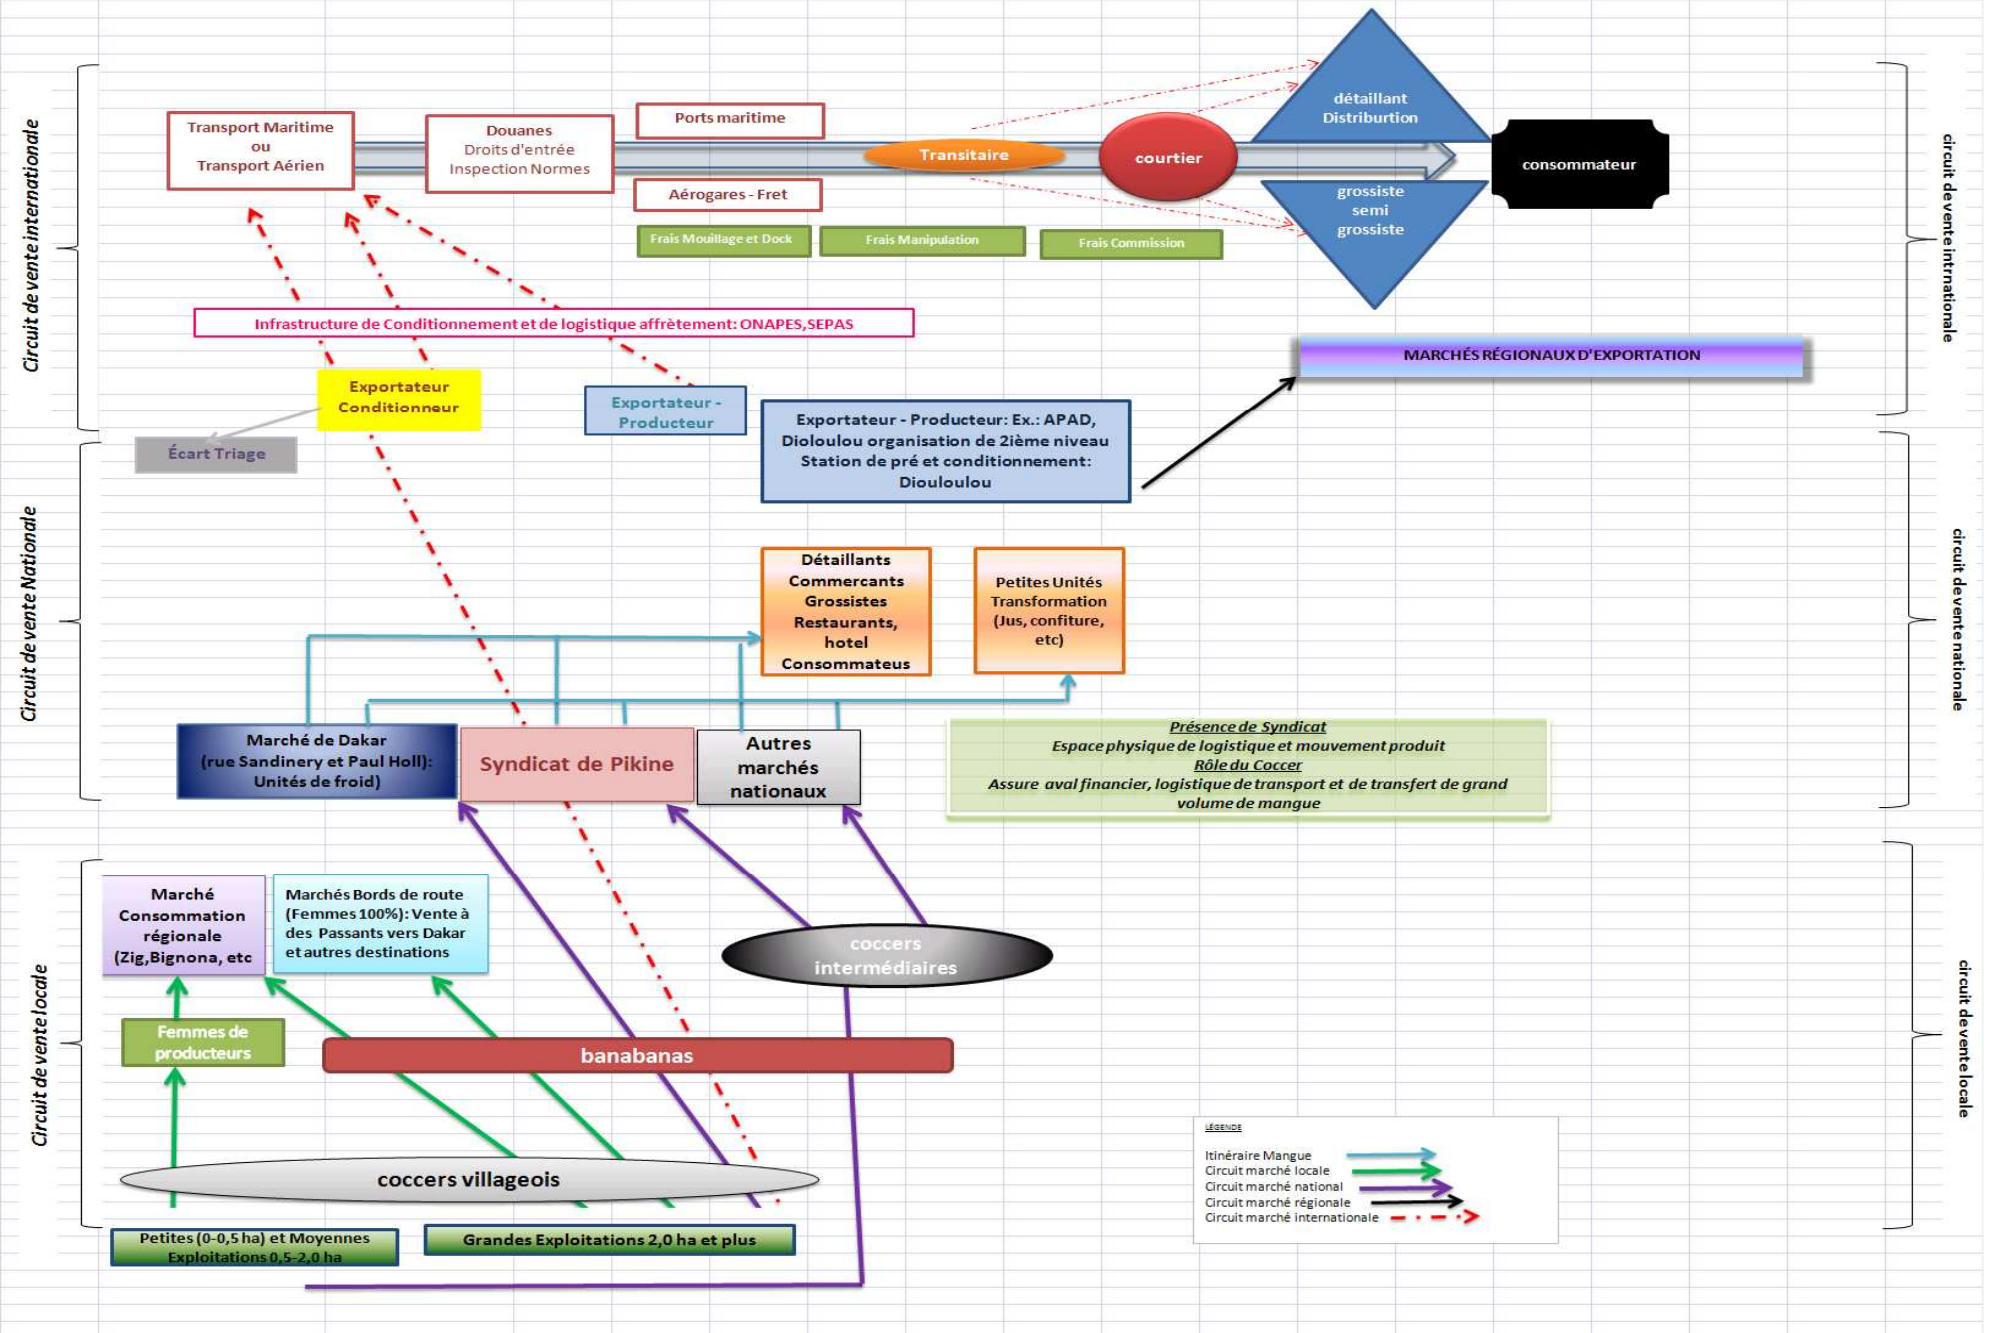 Circuit de vente internationale
Transport Maritime
ou
Transport Aérien
Douanes
Droits d'entrée
Inspection Normes
Ports maritime
Aérogares - Fret
Transitaire
courtier
détaillant
Distriburtion
grossiste
semi
grossiste
consommateur
Frais Mouillage et Dock
Frais Manipulation
Frais Commission
circuit de vente intrnationale
Infrastructure de Conditionnement et de logistique affrètement: ONAPES,SEPAS
MARCHÉS RÉGIONAUX D'EXPORTATION
Exportateur
Conditionneur
Exportateur -
Producteur
Exportateur - Producteur: Ex.: APAD,
Dioloulou organisation de 2ième niveau
Station de pré et conditionnement:
Diouloulou
Écart Triage
Circuit de vente Nationale
Détaillants
Commercants
Grossistes
Restaurants,
hotel
Consommateus
Petites Unités
Transformation
(Jus, confiture,
etc)
circuit de vente nationale
Marché de Dakar
(rue Sandinery et Paul Holl):
Unités de froid)
Syndicat de Pikine
Autres
marchés
nationaux
Présence de Syndicat
Espace physique de logistique et mouvement produit
Rôle du Coccer
Assure aval financier, logistique de transport et de transfert de grand
volume de mangue
Circuit de vente locale
Marché
Consommation
régionale
(Zig,Bignona, etc
Marchés Bords de route
(Femmes 100%): Vente à
des Passants vers Dakar
et autres destinations
coccers
intermédiaires
Femmes de
producteurs
banabanas
coccers villageois
circuit de vente locale
Petites (0-0,5 ha) et Moyennes
Exploitations 0,5-2,0 ha
Grandes Exploitations 2,0 ha et plus
LÉGENDE
Itinéraire Mangue
Circuit marché locale
Circuit marché national
Circuit marché régionale
Circuit marché internationale